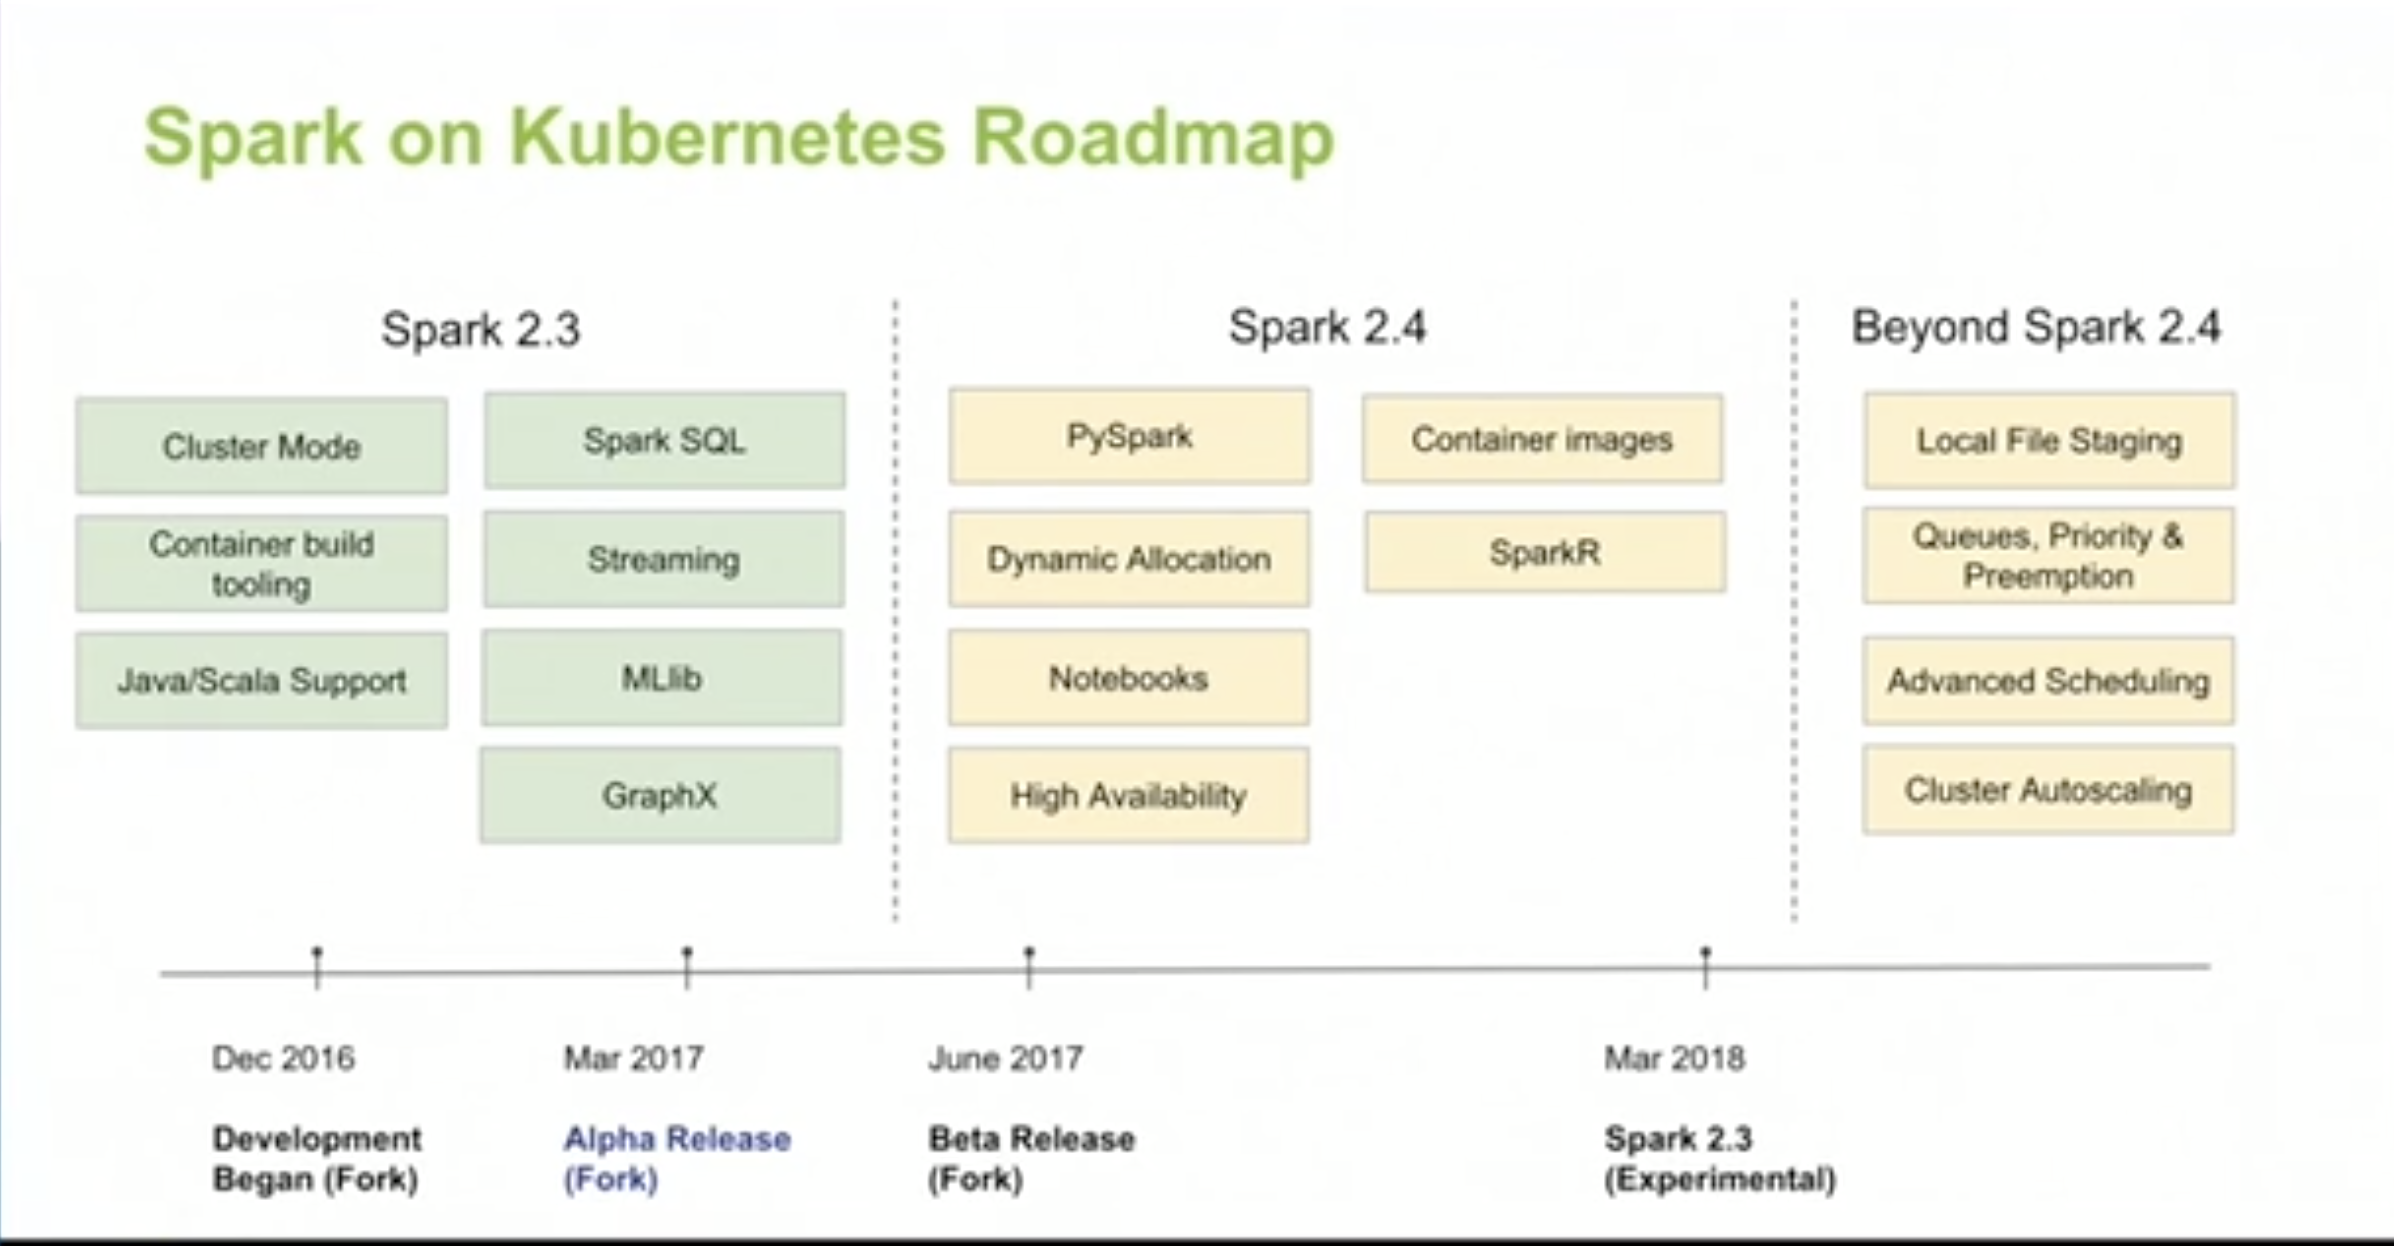 Spark on Kubernetes Roadmap
Spark 2.3
Cluster Mode
Container build
tooling
Java/Scala Support
Spark SQL
Streaming
MLlib
GraphX
Spark 2.4
PySpark
Dynamic Allocation
Notebooks
High Availability
Container images
SparkR
Beyond Spark 2.4
Local File Staging
Queues, Priority &
Preemption
Advanced Scheduling
Cluster Autoscaling
Dec 2016
Development
Began (Fork)
Mar 2017
Alpha Release
(Fork)
June 2017
Beta Release
(Fork)
Mar 2018
Spark 2.3
(Experimental)